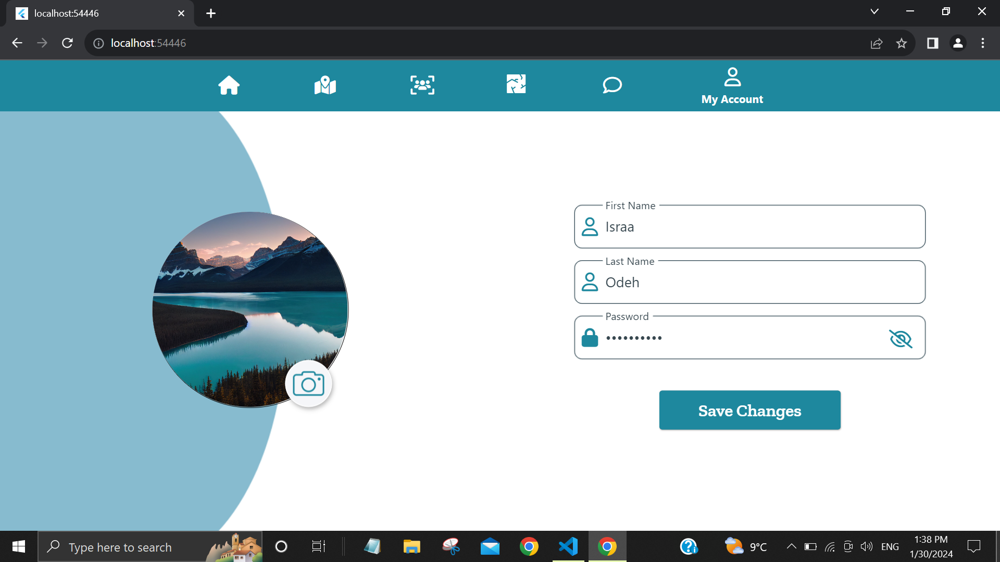 localhost:54446
localhost:54446
My Account
First Name
Israa
Last Name
Odeh
Password
••••••••••
Save Changes
Type here to search
9°C
ENG
1:38 PM
1/30/2024